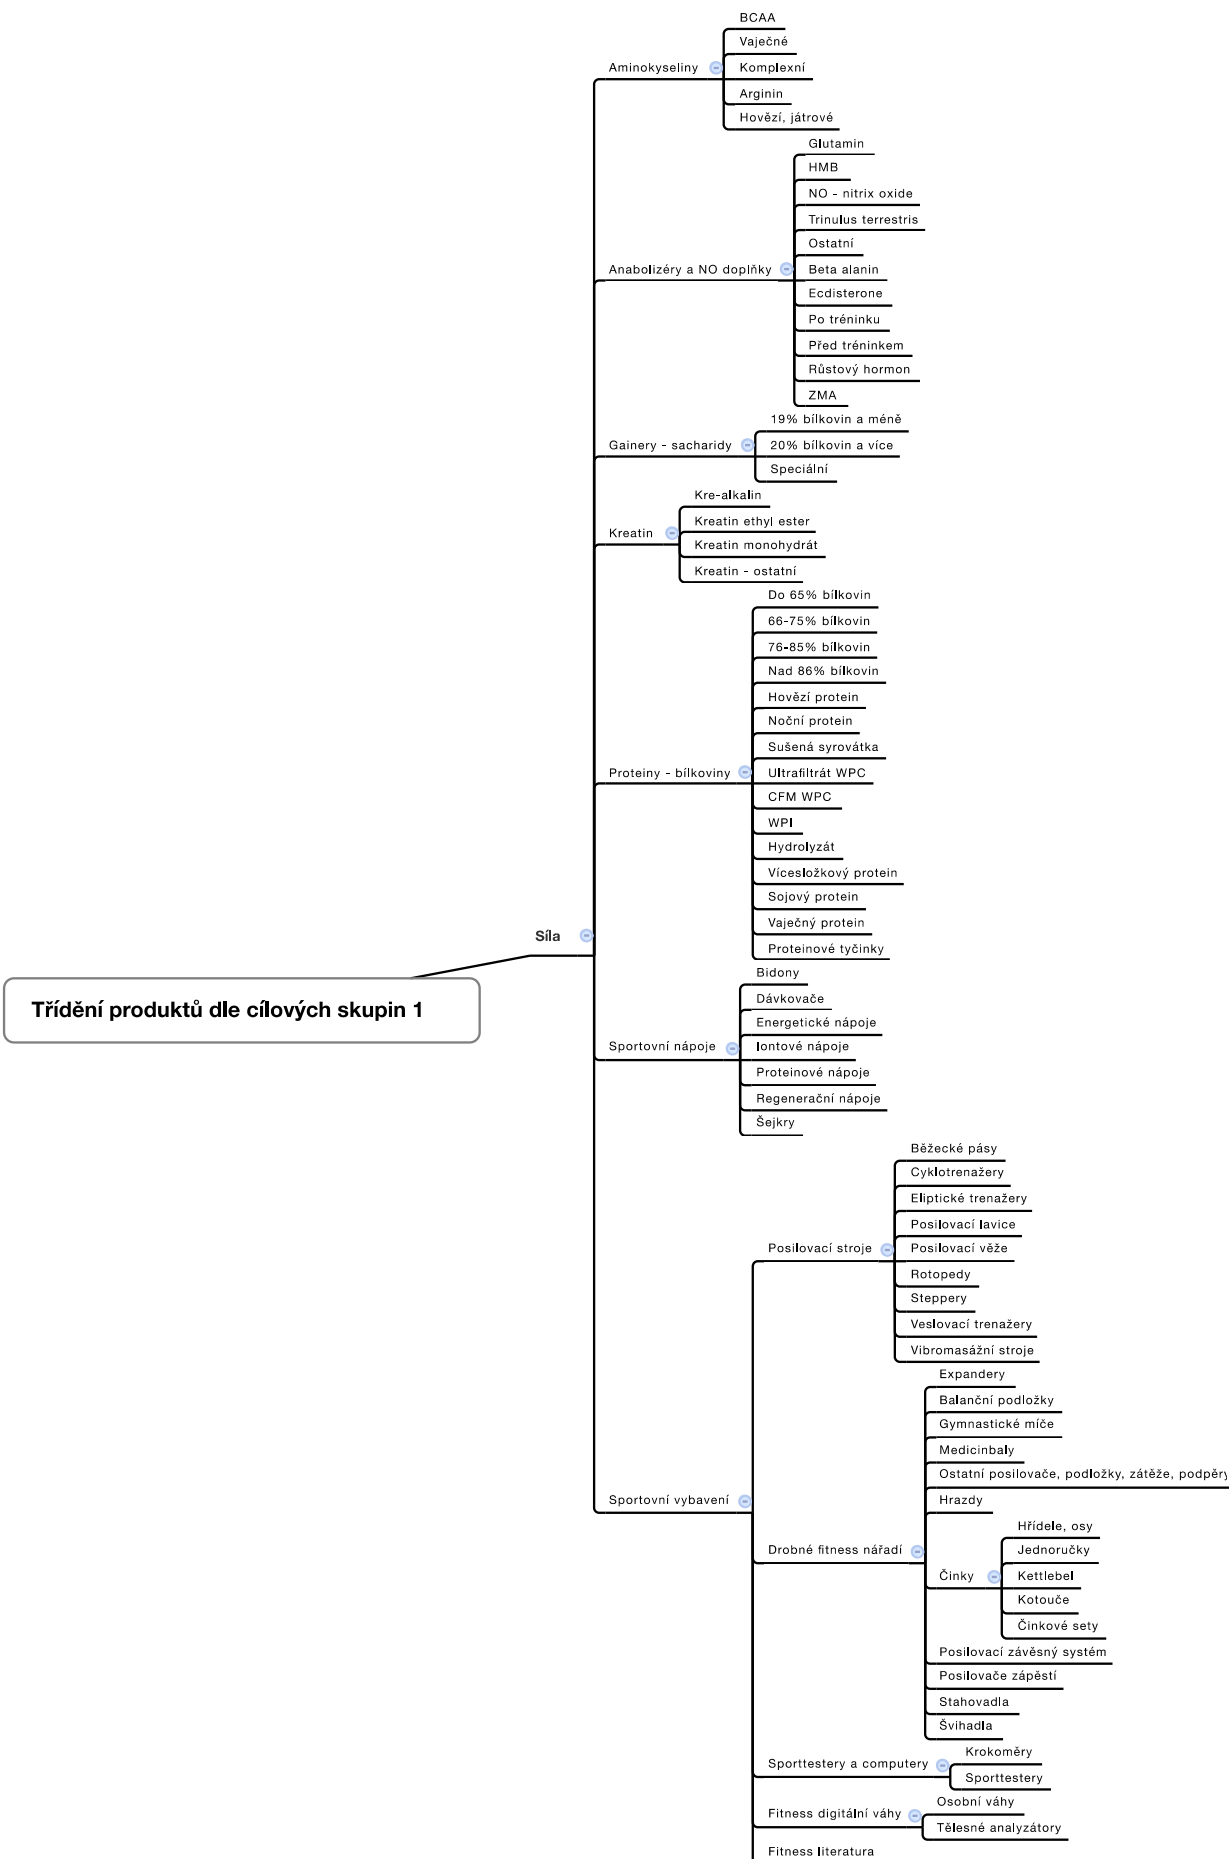 Třídění produktů dle cílových skupin 1
Síla
Aminokyseliny
BCAA
Vaječné
Komplexní
Arginin
Hovězí, játrové
Anabolizéry a NO doplňky
Glutamin
HMB
NO - nitrix oxide
Trinulus terrestris
Ostatní
Beta alanin
Ecdisterone
Po tréninku
Před tréninkem
Růstový hormon
ZMA
Gainery - sacharidy
19% bílkovin a méně
20% bílkovin a více
Speciální
Kreatin
Kre-alkalin
Kreatin ethyl ester
Kreatin monohydrát
Kreatin - ostatní
Proteiny - bílkoviny
Do 65% bílkovin
66-75% bílkovin
76-85% bílkovin
Nad 86% bílkovin
Hovězí protein
Noční protein
Sušená syrovátka
Ultrafiltrát WPC
CFM WPC
WPI
Hydrolyzát
Vícesložkový protein
Sojový protein
Vaječný protein
Proteinové tyčinky
Sportovní nápoje
Bidony
Dávkovače
Energetické nápoje
Iontové nápoje
Proteinové nápoje
Regenerační nápoje
Šejkry
Sportovní vybavení
Posilovací stroje
Běžecké pásy
Cyklotrenažery
Eliptické trenažery
Posilovací lavice
Posilovací věže
Rotopedy
Steppery
Veslovací trenažery
Vibromasážní stroje
Drobné fitness nářadí
Expandery
Balanční podložky
Gymnastické míče
Medicinbaly
Ostatní posilovače, podložky, zátěže, podpěry
Hrazdy
Činky
Hřídele, osy
Jednoručky
Kettlebel
Kotouče
Činkové sety
Posilovací závěsný systém
Posilovače zápěstí
Stahovadla
Švihadla
Sporttestery a computery
Krokoměry
Sporttestery
Fitness digitální váhy
Osobní váhy
Tělesné analyzátory
Fitness literatura